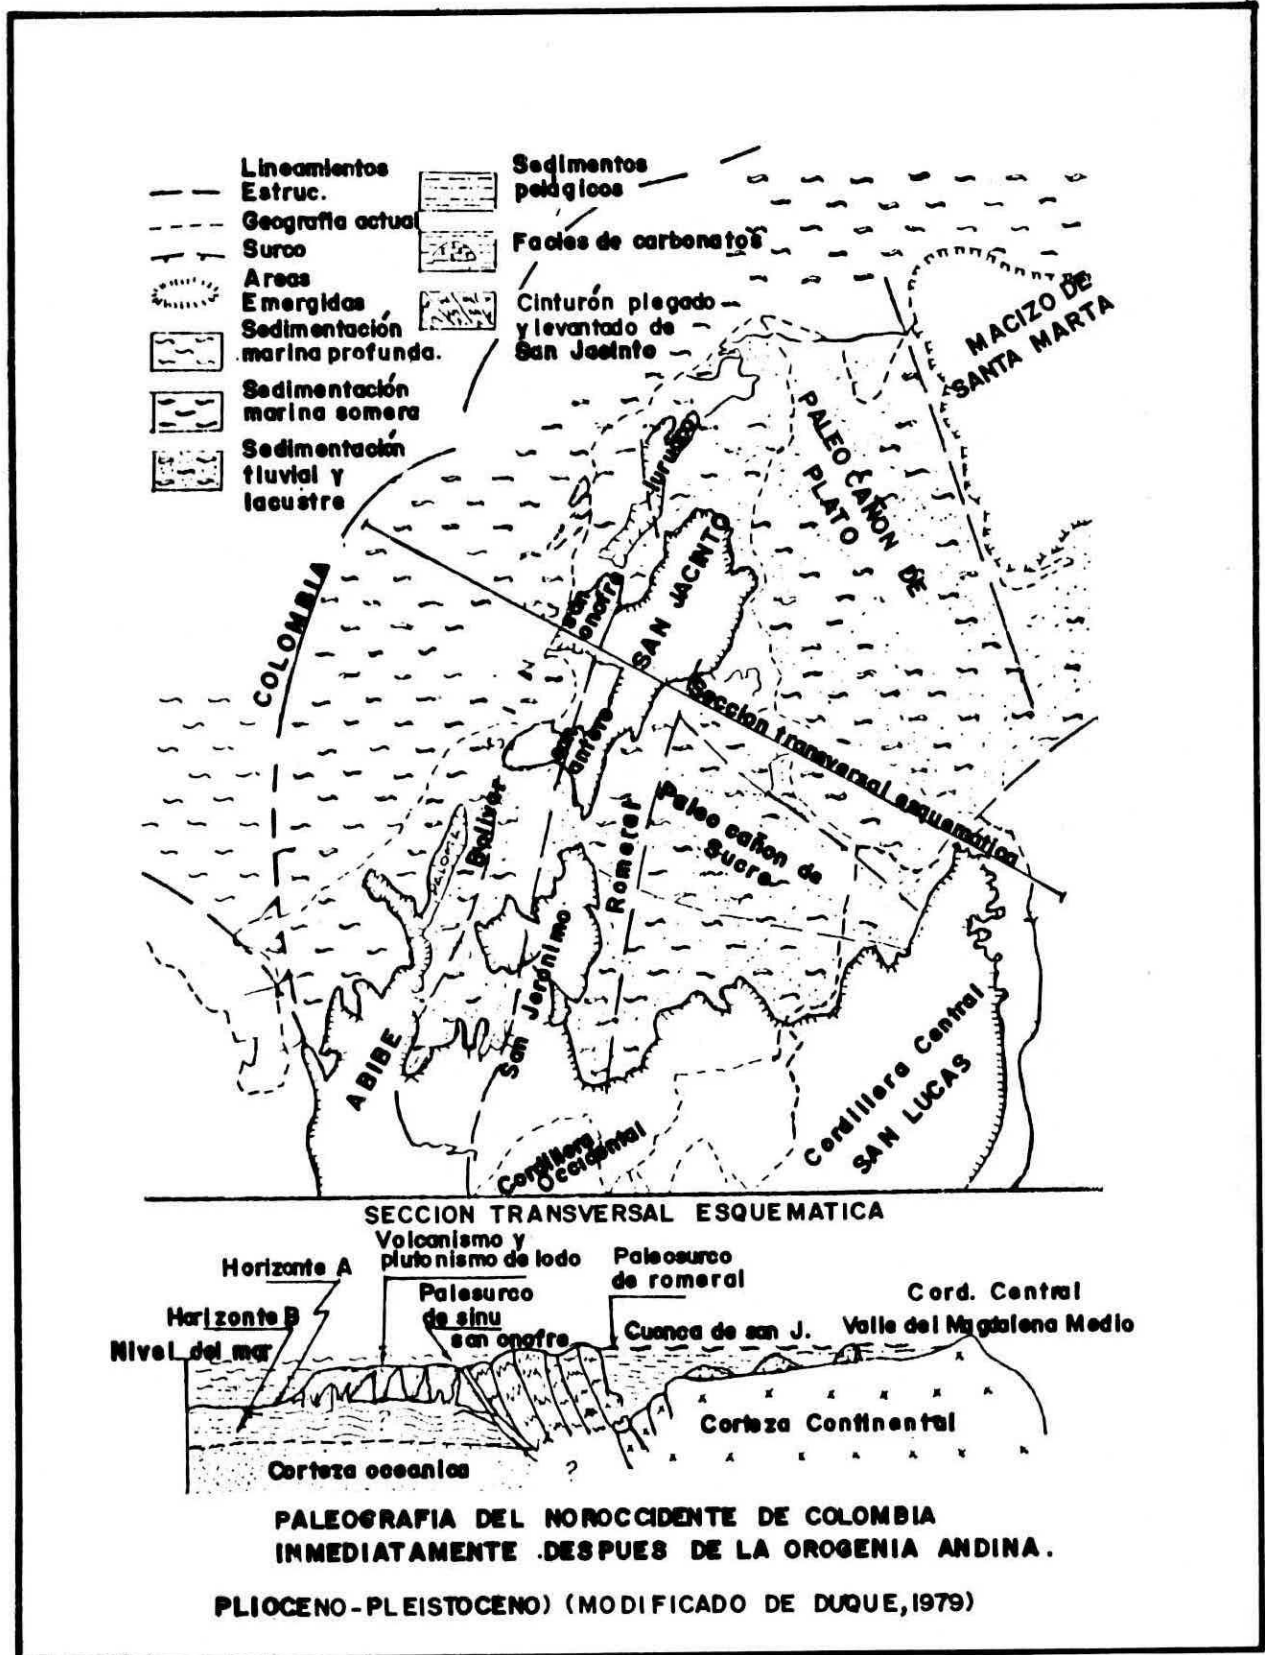 Lineamientos
Estruc.
Geografia actual
Surco
Areas
Emergidas
Sedimentación
marina profunda.
Sedimentación
marina somera
Sedimentación
fluvial y
lacustre
Sedimentos
pelágicos
Facies de carbonatos
Cinturón plegado
y levantado de
San Jacinto
MACIZO DE
SANTA MARTA
PALEO CAÑON DE
PLATO
COLOMBIA
san
onofre
SAN JACINTO
Seccion transversal esquemática
san
antero
Bolivar
Romeral
Paleo cañon de
Sucre
San Jerónimo
ABIBE
Cordillera
Occidental
Cordillera Central
SAN LUCAS
SECCION TRANSVERSAL ESQUEMATICA
Volcanismo y
plutonismo de lodo
Horizonte A
Paleosurco
de romeral
Palesurco
de sinu
san onofre
Horizonte B
Cord. Central
Cuenca de san J.
Valle del Magdalena Medio
Nivel del mar
Corteza Continental
Corteza oceanica
?
PALEOGRAFIA DEL NOROCCIDENTE DE COLOMBIA
INMEDIATAMENTE .DESPUES DE LA OROGENIA ANDINA.
PLIOCENO-PLEISTOCENO) (MODIFICADO DE DUQUE,1979)